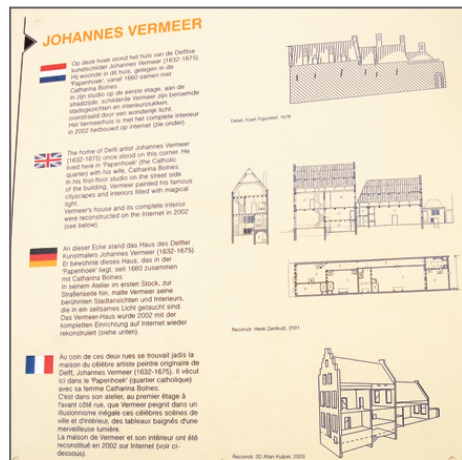 JOHANNES VERMEER
Op deze hoek stond het huis van de Delftse
kunstschilder Johannes Vermeer (1632-1675).
Hij woonde in dit huis, gelegen in de
'Papenhoek', vanaf 1660 samen met
Catharina Bolnes.
In zijn studio op de eerste etage, aan de
straatzijde, schilderde Vermeer zijn beroemde
stadsgezichten en interieurstukken,
overstraald door een wonderlijk licht.
Het Vermeerhuis is met het complete interieur
in 2002 herbouwd op internet (zie onder).
The home of Delft artist Johannes Vermeer
(1632-1675) once stood on this corner. He
lived here in 'Papenhoek' (the Catholic
quarter) with his wife, Catharina Bolnes.
In his first-floor studio on the street side
of the building, Vermeer painted his famous
cityscapes and interiors filled with magical
light.
Vermeer's house and its complete interior
were reconstructed on the Internet in 2002
(see below).
An dieser Ecke stand das Haus des Delfter
Kunstmalers Johannes Vermeer (1632-1675).
Er bewohnte dieses Haus, das in der
'Papenhoek' liegt, seit 1660 zusammen
mit Catharina Bolnes.
In seinem Atelier im ersten Stock, zur
Straßenseite hin, malte Vermeer seine
berühmten Stadtansichten und Interieurs,
die in ein seltsames Licht getaucht sind.
Das Vermeer-Haus wurde 2002 mit der
kompletten Einrichtung auf Internet wieder
rekonstruiert (siehe unten).
Au coin de ces deux rues se trouvait jadis la
maison du célèbre artiste peintre originaire de
Delft, Johannes Vermeer (1632-1675). Il vécut
ici dans le 'Papenhoek' (quartier catholique)
avec sa femme Catharina Bolnes.
C'est dans son atelier, au premier étage à
l'avant côté rue, que Vermeer peignit dans un
illusionnisme inégale ces célèbres scènes de
ville et d'intérieur, des tableaux baignés d'une
merveilleuse lumière.
La maison de Vermeer et son intérieur ont été
reconstitué en 2002 sur Internet (voir ci-
dessous).
Detail, Kaart Figuratief, 1678
Reconstr. Henk Zantkuijl, 2001
Reconstr. 3D Allan Kuiper, 2003